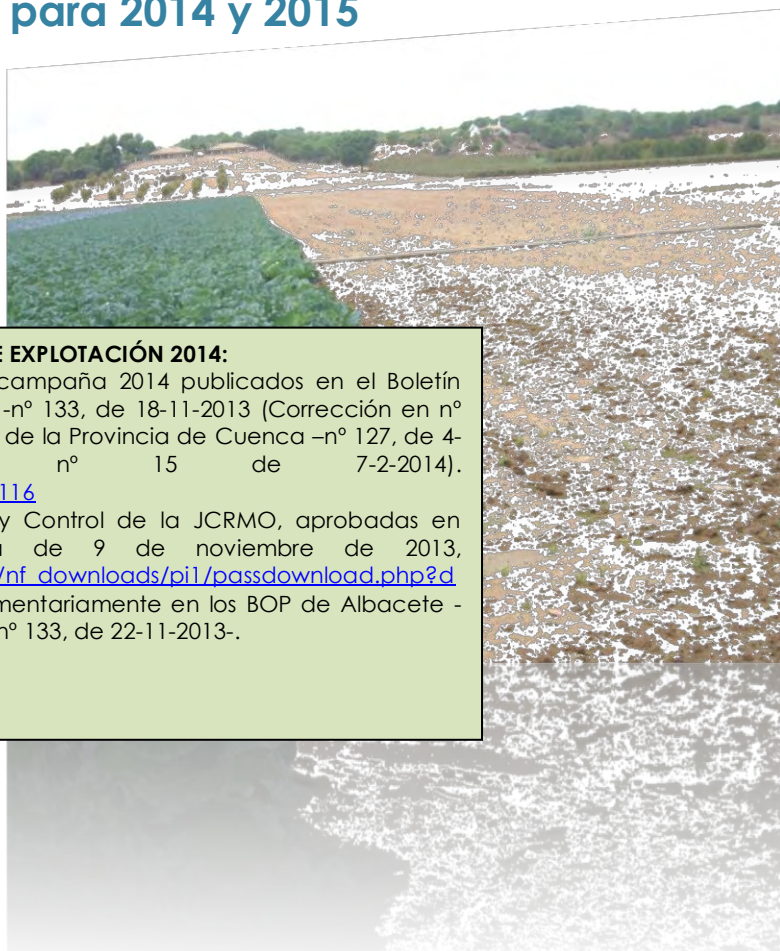 para 2014 y 2015
E EXPLOTACIÓN 2014:
campaña 2014 publicados en el Boletín
-nº 133, de 18-11-2013 (Corrección en nº
de la Provincia de Cuenca –nº 127, de 4-
nº 15 de 7-2-2014).
116
y Control de la JCRMO, aprobadas en
de 9 de noviembre de 2013,
/nf_downloads/pi1/passdownload.php?d
mentariamente en los BOP de Albacete -
nº 133, de 22-11-2013-.